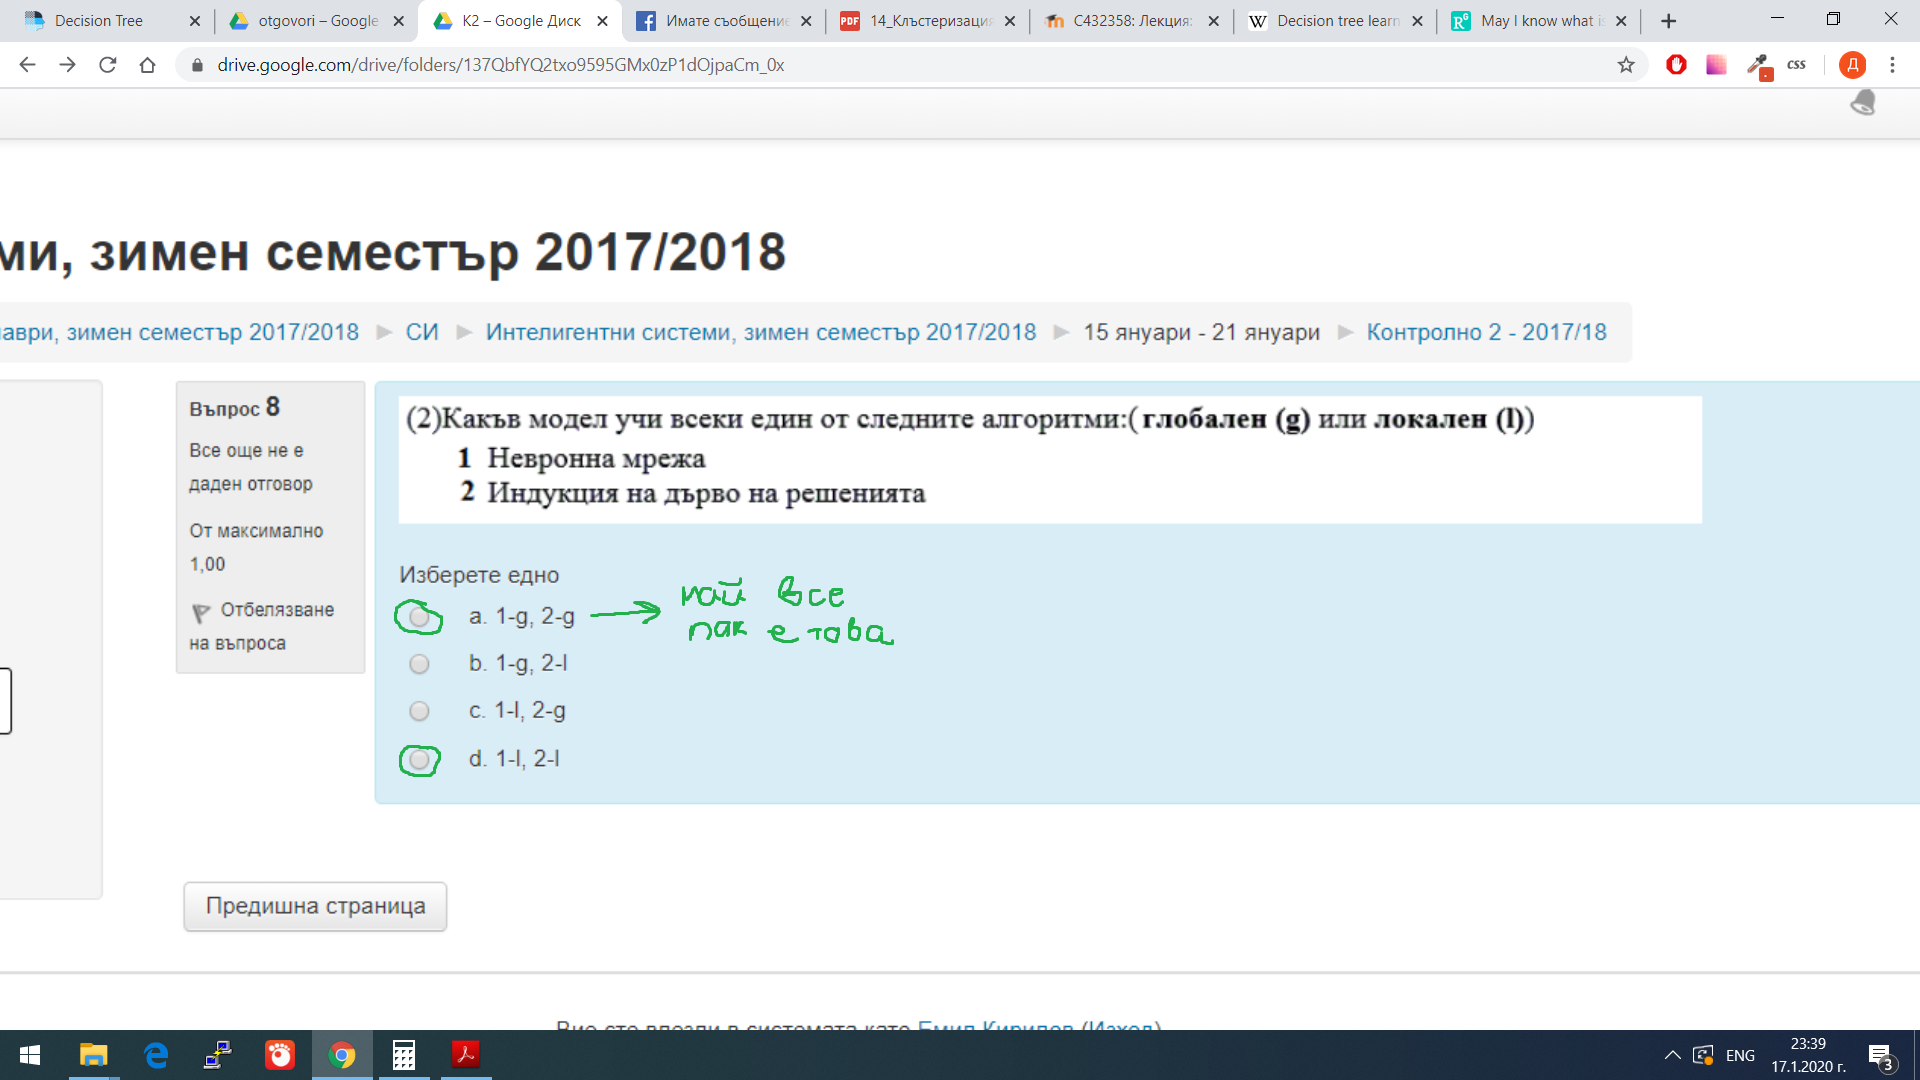 Decision Tree
otgovori – Google
K2 – Google Диск
Имате съобщение
14_Клъстеризация
C432358: Лекция:
Decision tree learn
May I know what is
drive.google.com/drive/folders/137QbfYQ2txo9595GMx0zP1dOjpaCm_0x
CSS
Д
ми, зимен семестър 2017/2018
аври, зимен семестър 2017/2018 ► СИ ► Интелигентни системи, зимен семестър 2017/2018 ► 15 януари - 21 януари ► Контролно 2 - 2017/18
Въпрос 8
Все още не е
даден отговор
От максимално
1,00
Отбелязване
на въпроса
(2)Какъв модел учи всеки един от следните алгоритми:( глобален (g) или локален (l))
1 Невронна мрежа
2 Индукция на дърво на решенията
Изберете едно
a. 1-g, 2-g
май все
пак е това
b. 1-g, 2-l
c. 1-l, 2-g
d. 1-l, 2-l
Предишна страница
Вие сте влезли в системата като Емил Кирилов (Изход)
ENG
23:39
17.1.2020 г.
3